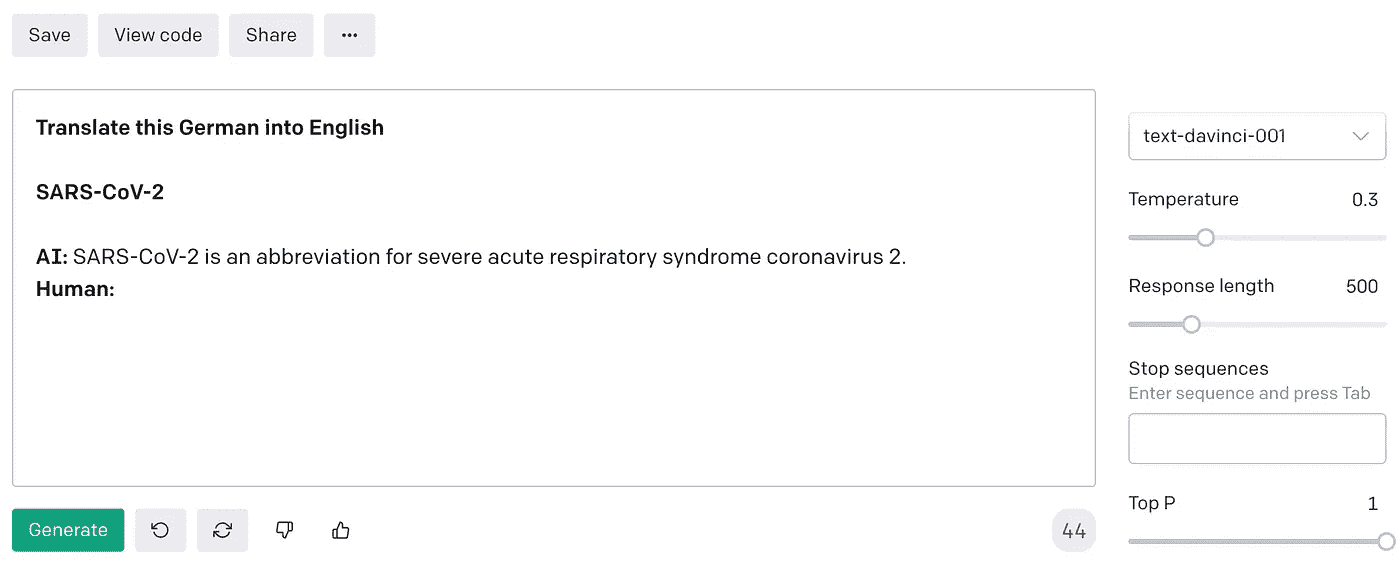 Save View code Share ···
Translate this German into English
SARS-CoV-2
AI: SARS-CoV-2 is an abbreviation for severe acute respiratory syndrome coronavirus 2.
Human:
Generate
44
text-davinci-001
Temperature 0.3
Response length 500
Stop sequences
Enter sequence and press Tab
Top P 1